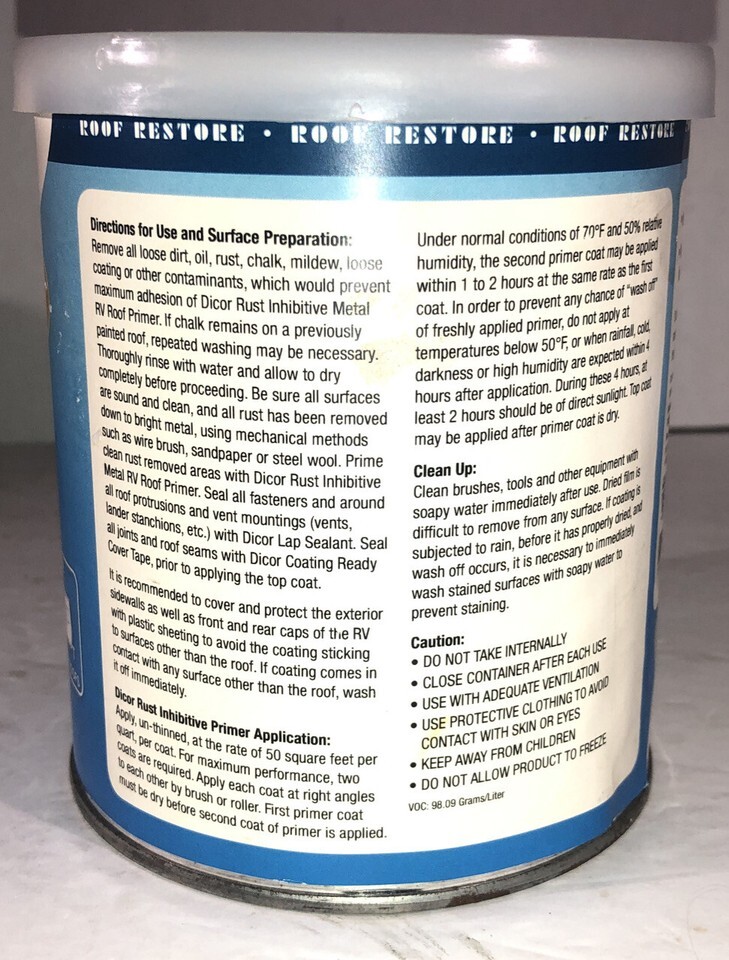 ROOF RESTORE • ROOF RESTORE • ROOF RESTORE
Directions for Use and Surface Preparation:
Remove all loose dirt, oil, rust, chalk, mildew, loose
coating or other contaminants, which would prevent
maximum adhesion of Dicor Rust Inhibitive Metal
RV Roof Primer. If chalk remains on a previously
painted roof, repeated washing may be necessary.
Thoroughly rinse with water and allow to dry
completely before proceeding. Be sure all surfaces
are sound and clean, and all rust has been removed
down to bright metal, using mechanical methods
such as wire brush, sandpaper or steel wool. Prime
clean rust removed areas with Dicor Rust Inhibitive
Metal RV Roof Primer. Seal all fasteners and around
all roof protrusions and vent mountings (vents,
lander stanchions, etc.) with Dicor Lap Sealant. Seal
all joints and roof seams with Dicor Coating Ready
Cover Tape, prior to applying the top coat.
It is recommended to cover and protect the exterior
sidewalls as well as front and rear caps of the RV
with plastic sheeting to avoid the coating sticking
to surfaces other than the roof. If coating comes in
contact with any surface other than the roof, wash
it off immediately.
Dicor Rust Inhibitive Primer Application:
Apply, un-thinned, at the rate of 50 square feet per
quart, per coat. For maximum performance, two
coats are required. Apply each coat at right angles
to each other by brush or roller. First primer coat
must be dry before second coat of primer is applied.
Under normal conditions of 70°F and 50% relative
humidity, the second primer coat may be applied
within 1 to 2 hours at the same rate as the first
coat. In order to prevent any chance of "wash off"
of freshly applied primer, do not apply at
temperatures below 50°F, or when rainfall, cold,
darkness or high humidity are expected within 4
hours after application. During these 4 hours, at
least 2 hours should be of direct sunlight. Top coat
may be applied after primer coat is dry.
Clean Up:
Clean brushes, tools and other equipment with
soapy water immediately after use. Dried film is
difficult to remove from any surface. If coating is
subjected to rain, before it has properly dried, and
wash off occurs, it is necessary to immediately
wash stained surfaces with soapy water to
prevent staining.
Caution:
• DO NOT TAKE INTERNALLY
• CLOSE CONTAINER AFTER EACH USE
• USE WITH ADEQUATE VENTILATION
• USE PROTECTIVE CLOTHING TO AVOID
CONTACT WITH SKIN OR EYES
• KEEP AWAY FROM CHILDREN
• DO NOT ALLOW PRODUCT TO FREEZE
VOC: 98.09 Grams/Liter